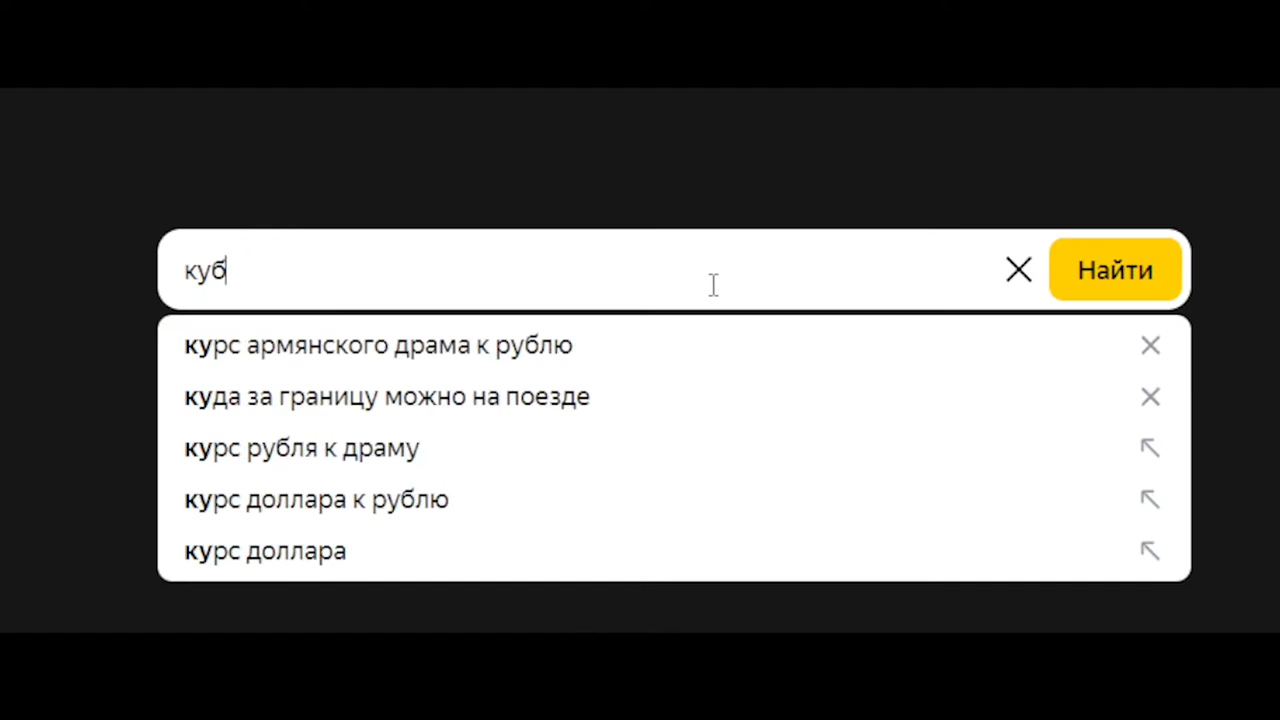 куб
Найти
курс армянского драма к рублю
куда за границу можно на поезде
курс рубля к драму
курс доллара к рублю
курс доллара